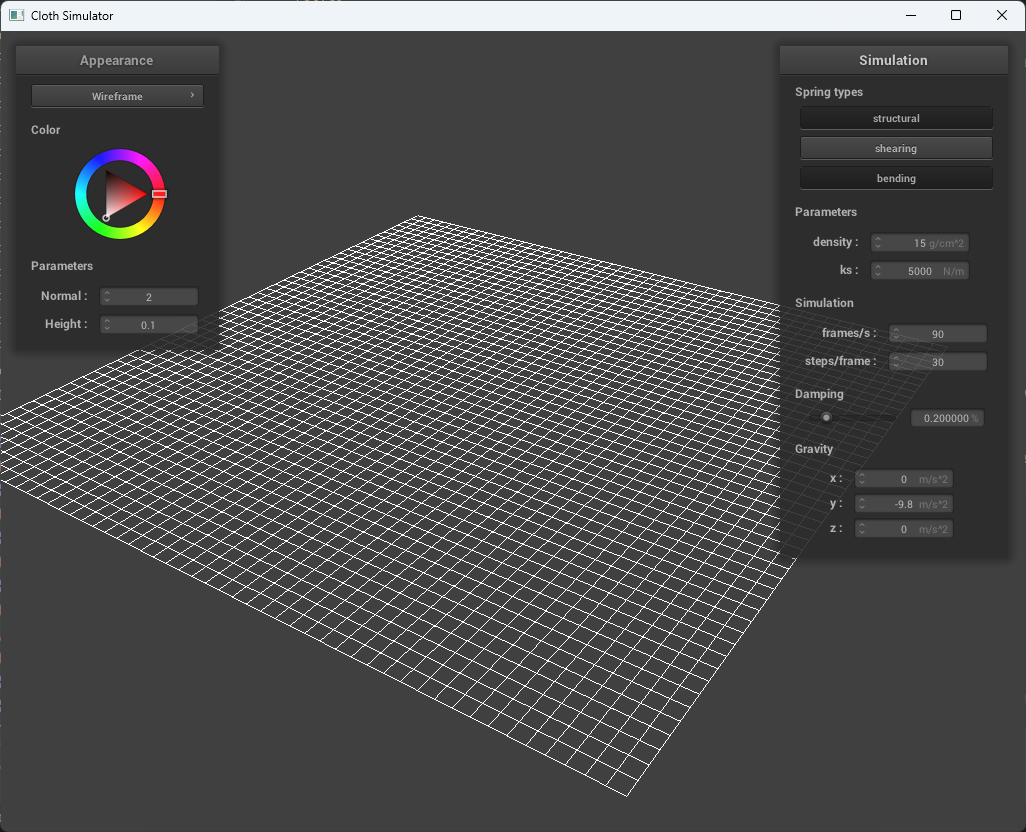 Cloth Simulator
Appearance
Wireframe
Color
Parameters
Normal : 2
Height : 0.1
Simulation
Spring types
structural
shearing
bending
Parameters
density : 15 g/cm^2
ks : 5000 N/m
Simulation
frames/s : 90
steps/frame : 30
Damping
0.200000 %
Gravity
x : 0 m/s^2
y : -9.8 m/s^2
z : 0 m/s^2